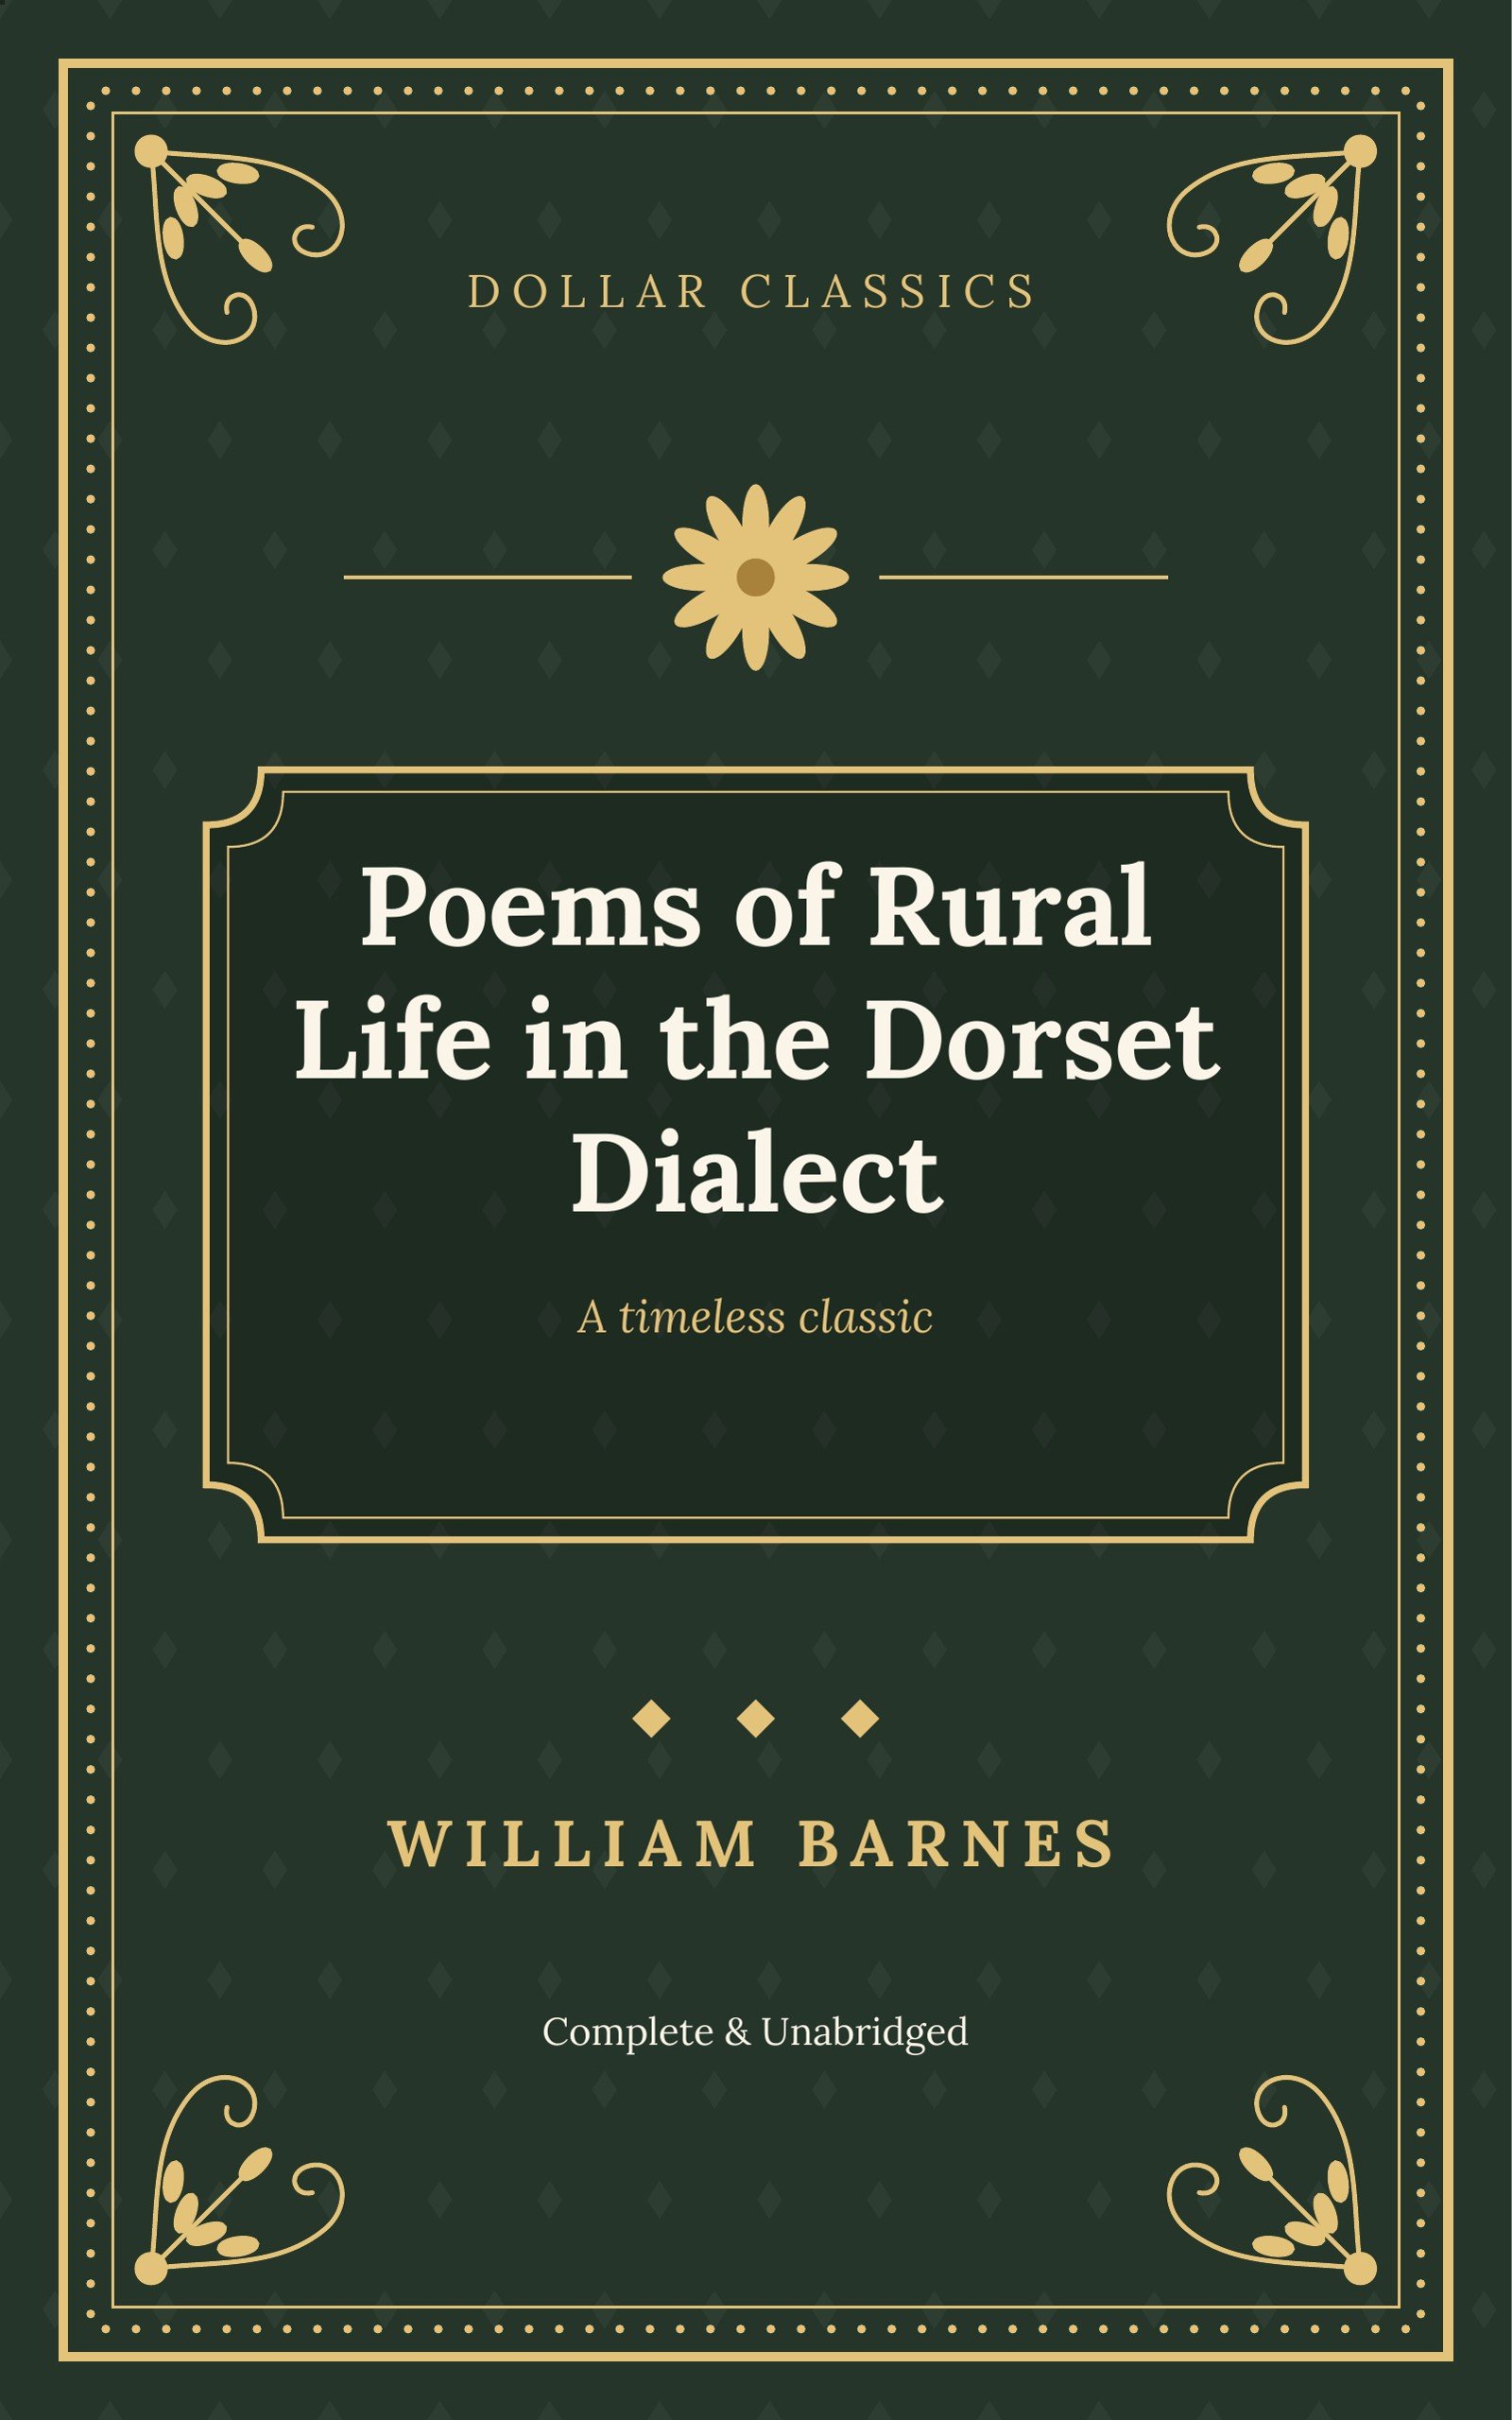 DOLLAR CLASSICS
Poems of Rural
Life in the Dorset
Dialect
A timeless classic
WILLIAM BARNES
Complete & Unabridged